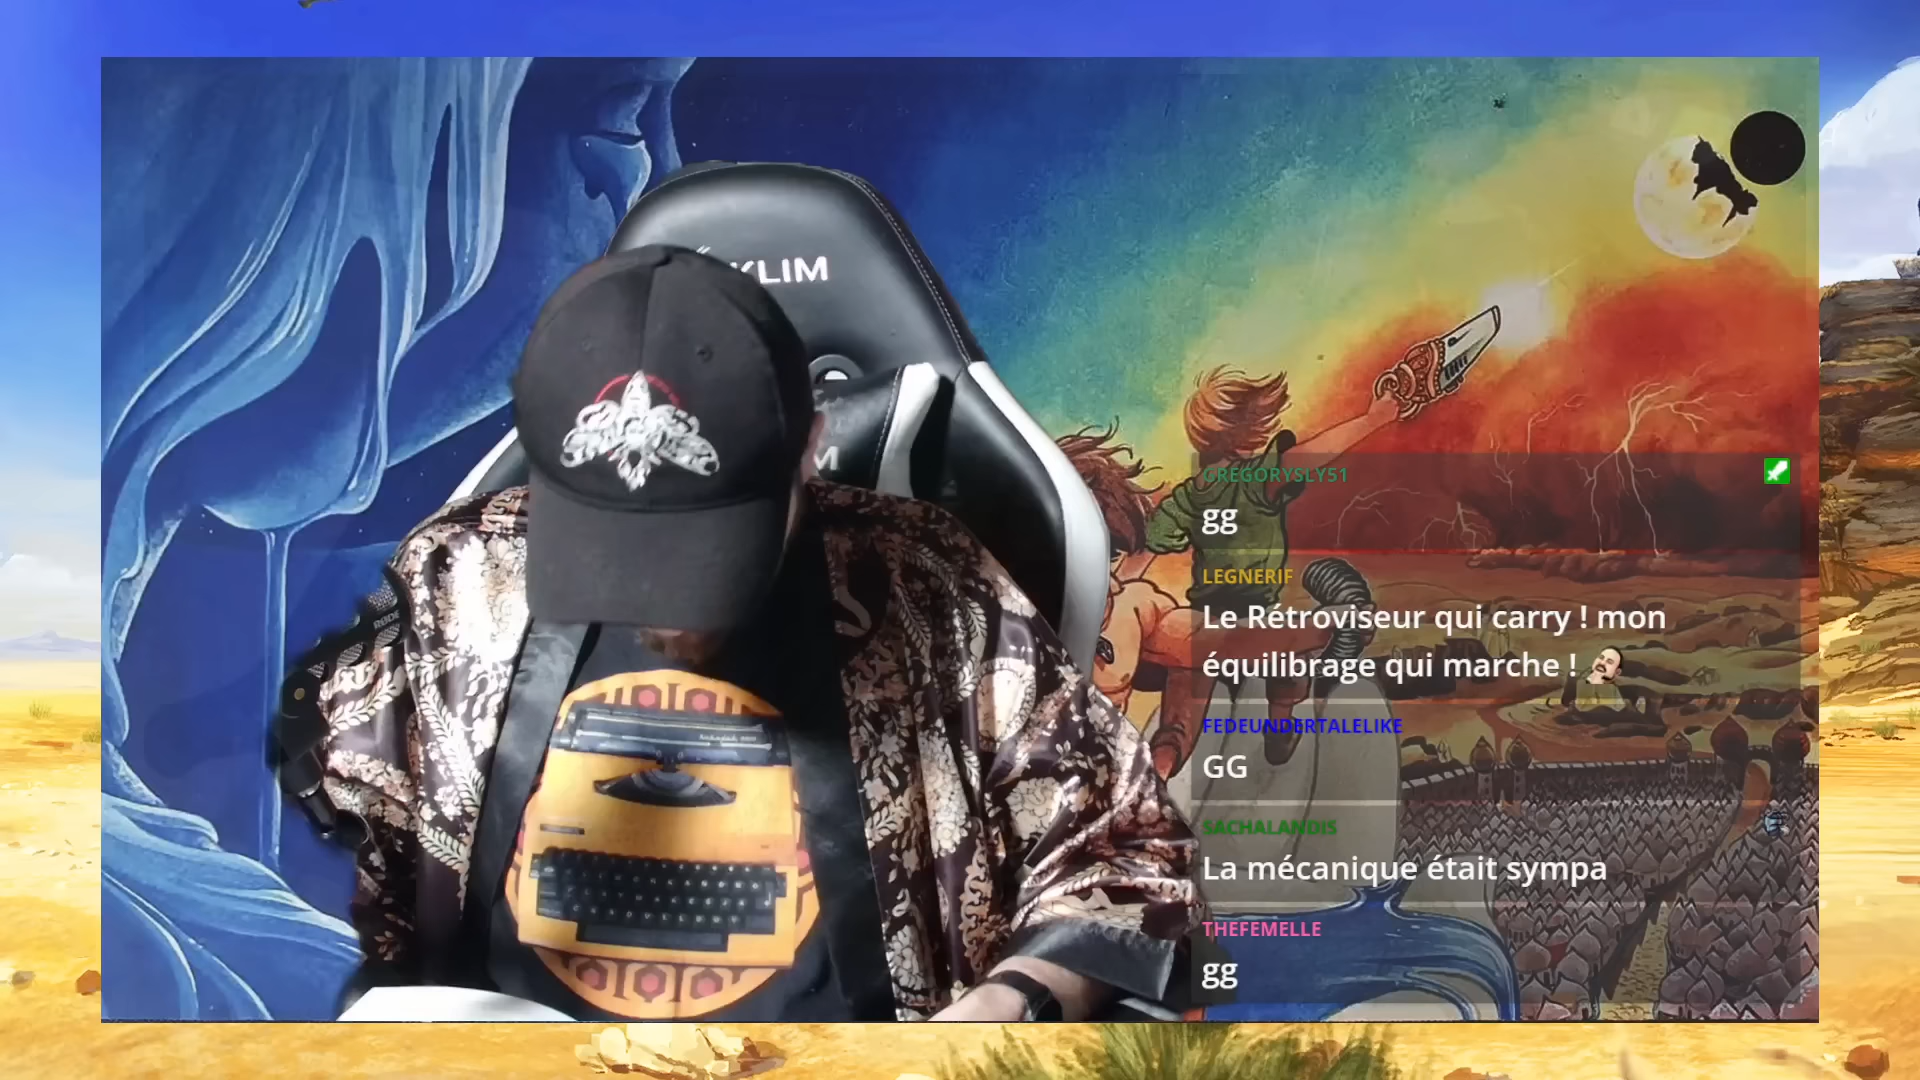 KLIM
RODE
GREGORYSLY51
gg
LEGNERIF
Le Rétroviseur qui carry ! mon
équilibrage qui marche !
FEDEUNDERTALELIKE
GG
SACHALANDIS
La mécanique était sympa
THEFEMELLE
gg